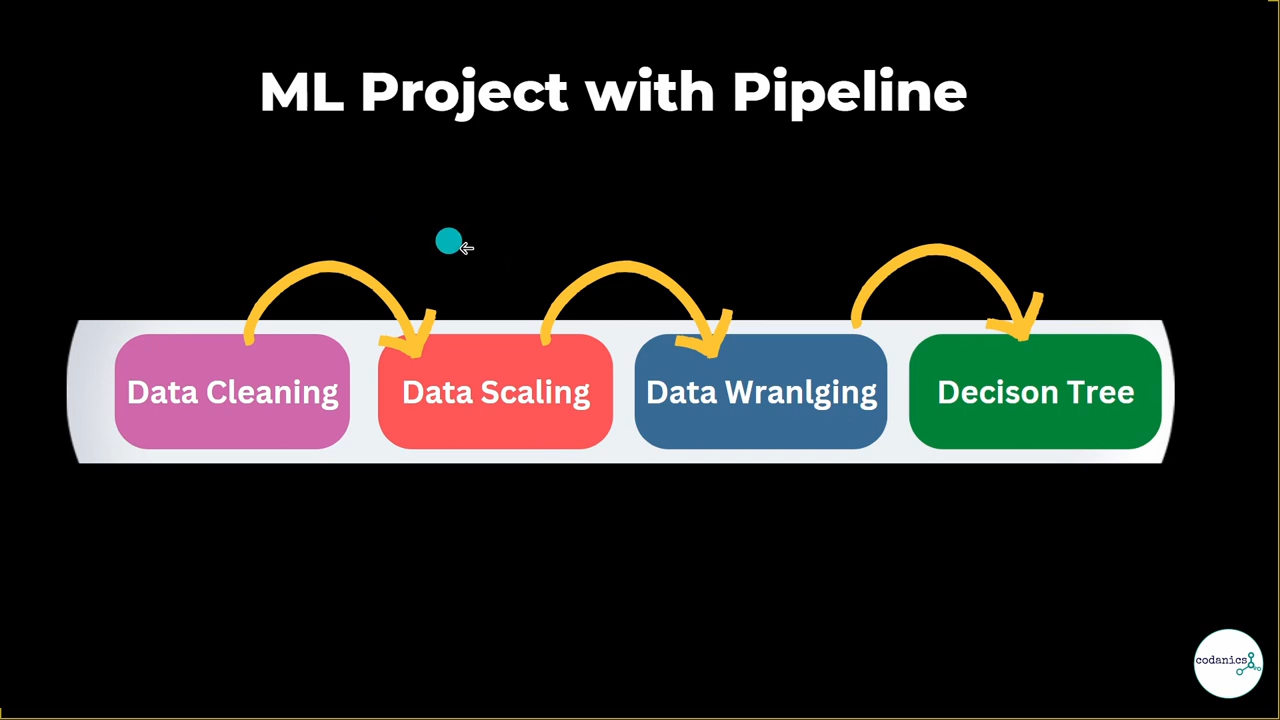 ML Project with Pipeline
Data Cleaning
Data Scaling
Data Wranlging
Decison Tree
codanics